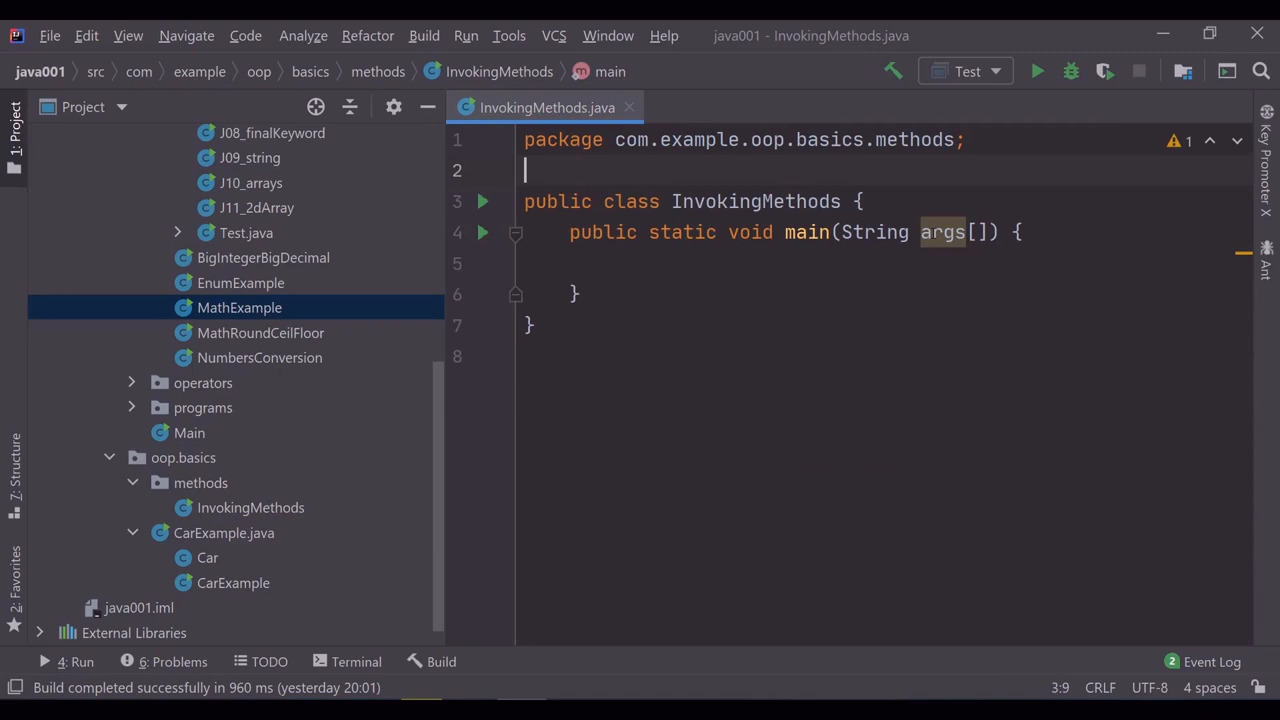 File Edit View Navigate Code Analyze Refactor Build Run Tools VCS Window Help java001 - InvokingMethods.java
java001 src com example oop basics methods InvokingMethods m main Test
Project InvokingMethods.java
1: Project
J08_finalKeyword
J09_string
J10_arrays
J11_2dArray
Test.java
BigIntegerBigDecimal
EnumExample
MathExample
MathRoundCeilFloor
NumbersConversion
operators
programs
Main
oop.basics
methods
InvokingMethods
CarExample.java
Car
CarExample
java001.iml
External Libraries
7: Structure
2: Favorites
1 package com.example.oop.basics.methods;
2
3 public class InvokingMethods {
4 public static void main(String args[]) {
5
6 }
7 }
8
1
Key Promoter X
Ant
4: Run 6: Problems TODO Terminal Build 2 Event Log
Build completed successfully in 960 ms (yesterday 20:01) 3:9 CRLF UTF-8 4 spaces